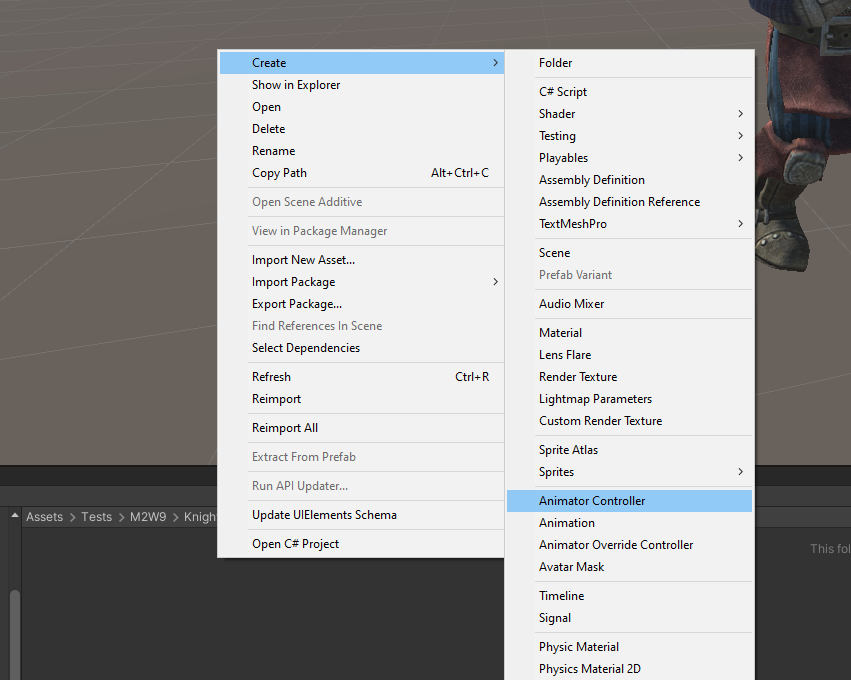 Create
Show in Explorer
Open
Delete
Rename
Copy Path Alt+Ctrl+C
Open Scene Additive
View in Package Manager
Import New Asset...
Import Package
Export Package...
Find References In Scene
Select Dependencies
Refresh Ctrl+R
Reimport
Reimport All
Extract From Prefab
Run API Updater...
Update UIElements Schema
Open C# Project
Folder
C# Script
Shader
Testing
Playables
Assembly Definition
Assembly Definition Reference
TextMeshPro
Scene
Prefab Variant
Audio Mixer
Material
Lens Flare
Render Texture
Lightmap Parameters
Custom Render Texture
Sprite Atlas
Sprites
Animator Controller
Animation
Animator Override Controller
Avatar Mask
Timeline
Signal
Physic Material
Physics Material 2D
Assets > Tests > M2W9 > Knigh
This fol